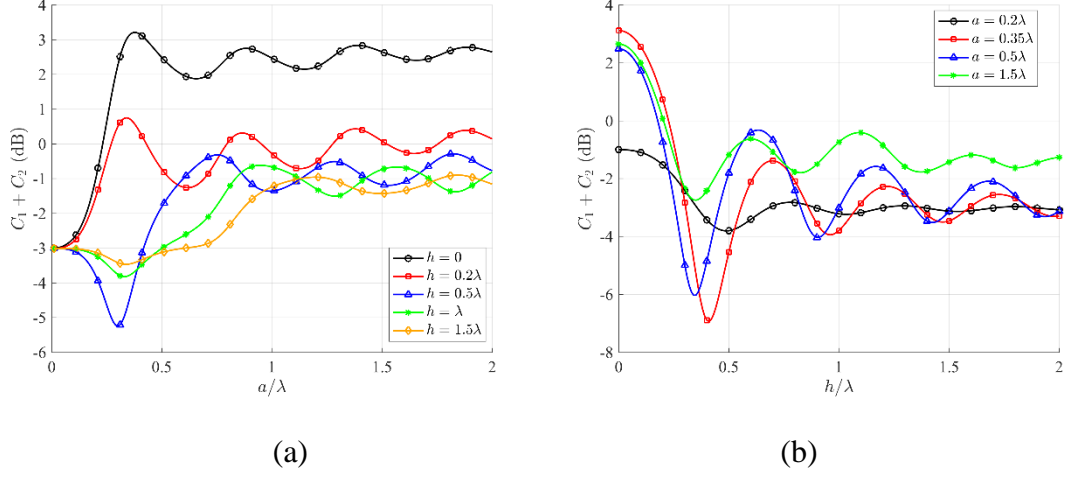 4
3
2
1
0
-1
-2
-3
-4
-5
-6
C₁ + C₂ (dB)
0
0.5
1
1.5
2
a/λ
h = 0
h = 0.2λ
h = 0.5λ
h = λ
h = 1.5λ
(a)
4
2
0
-2
-4
-6
-8
C₁ + C₂ (dB)
0
0.5
1
1.5
2
h/λ
a = 0.2λ
a = 0.35λ
a = 0.5λ
a = 1.5λ
(b)